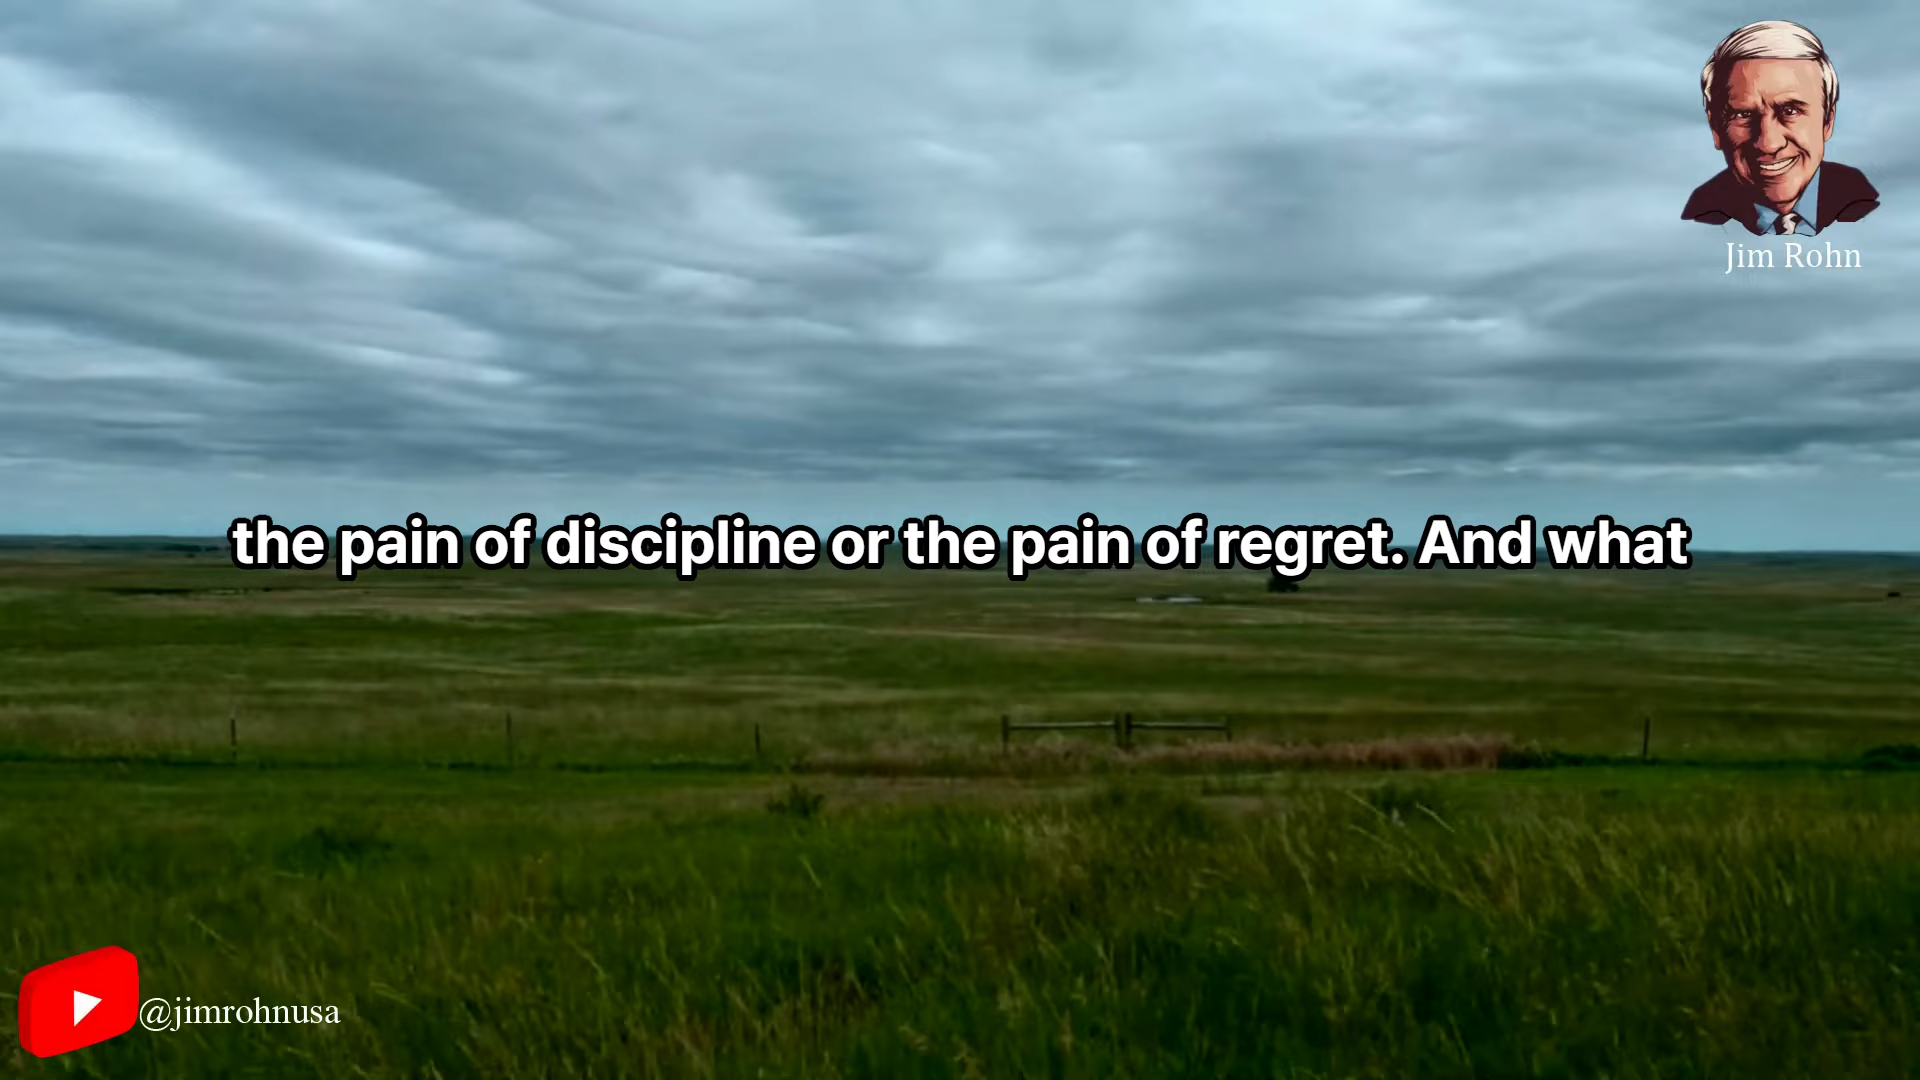 Jim Rohn
the pain of discipline or the pain of regret. And what
@jimrohnusa